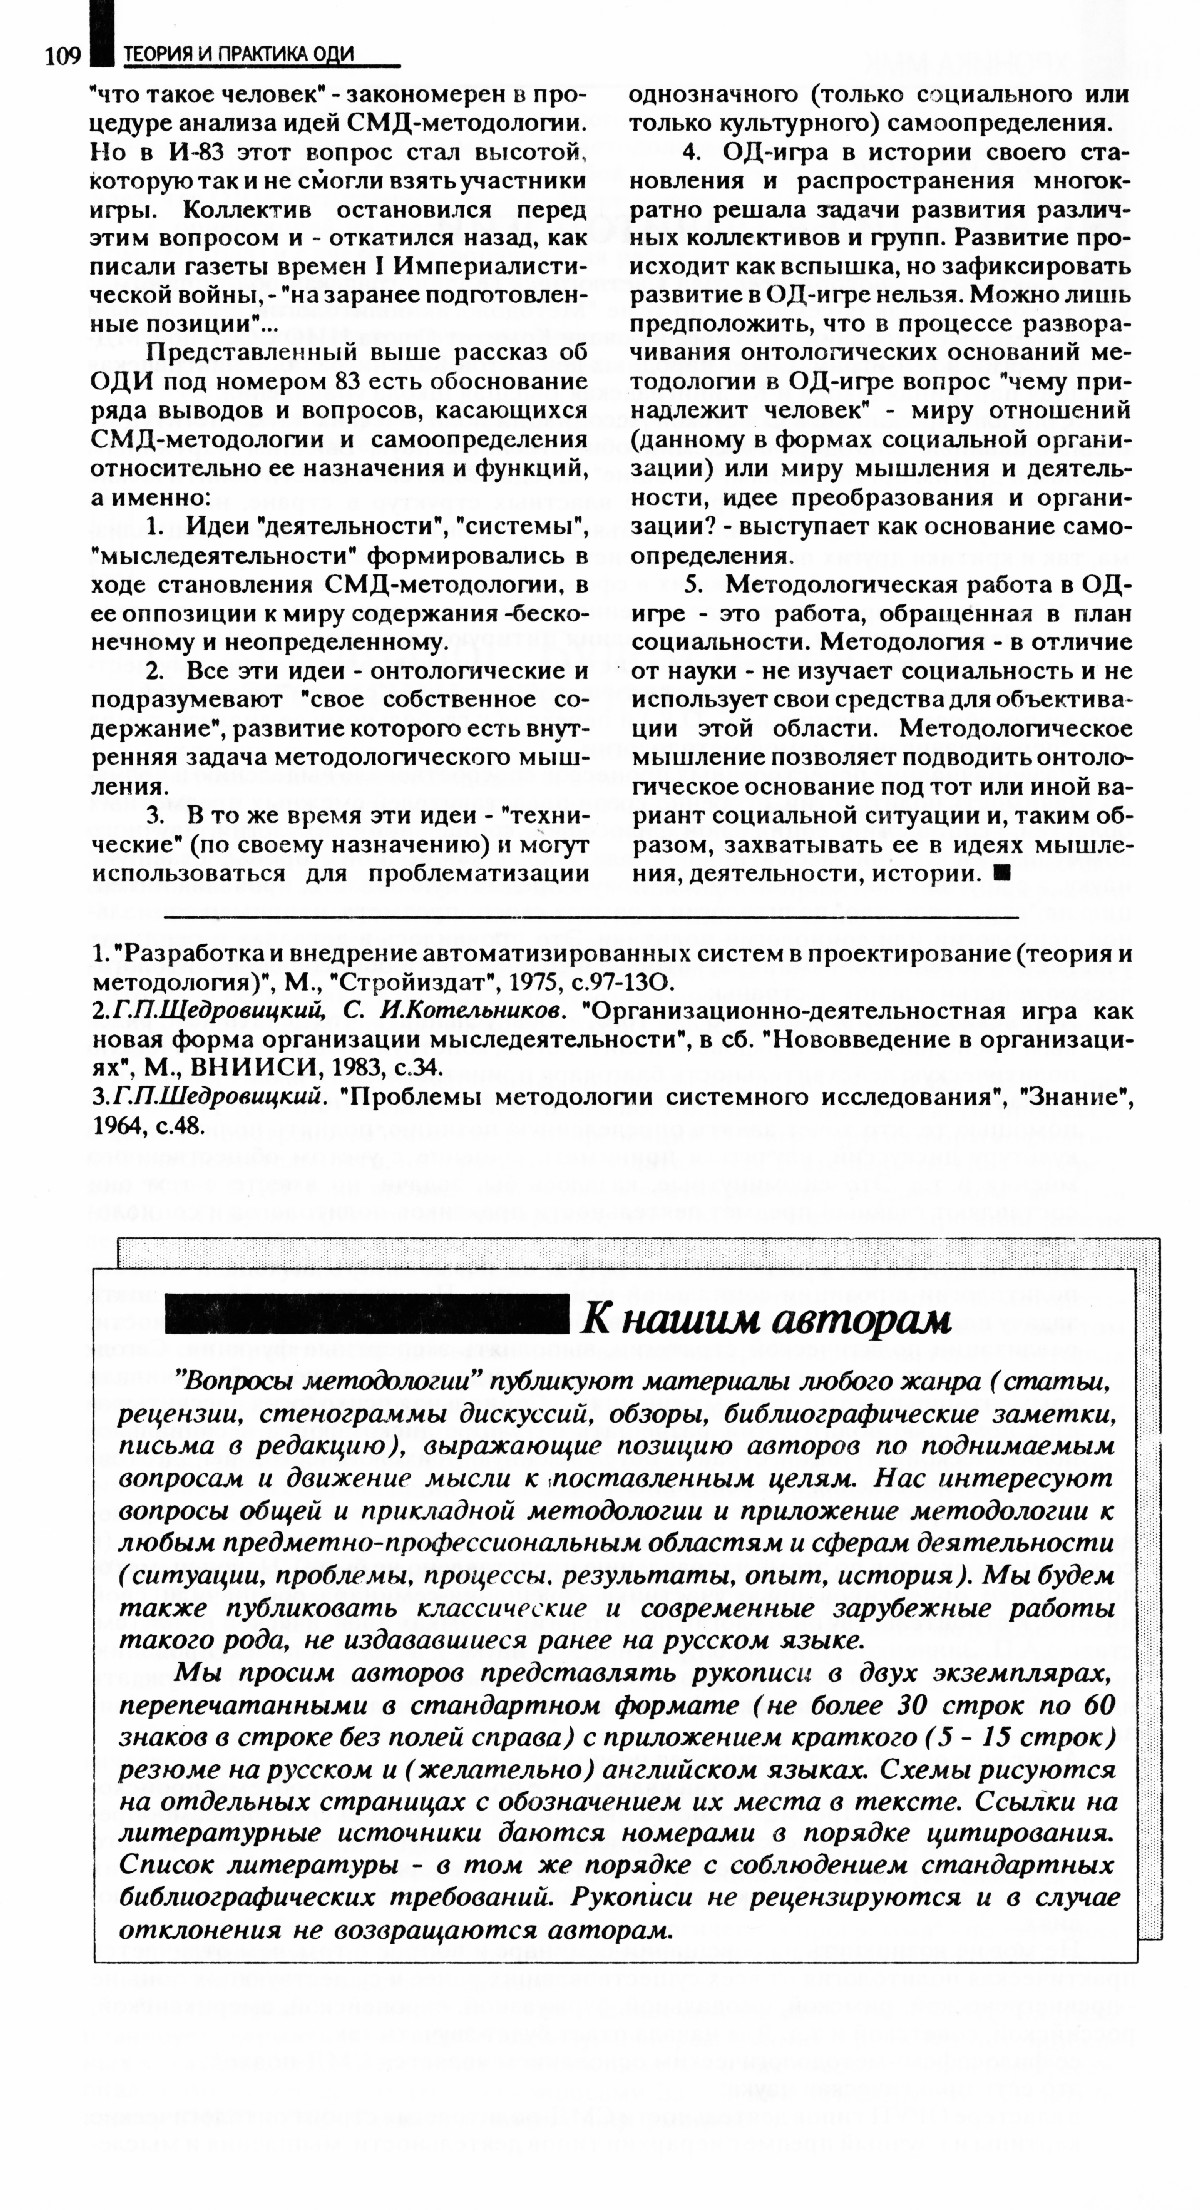 109 ТЕОРИЯ И ПРАКТИКА ОДИ
"что такое человек" - закономерен в про-
цедуре анализа идей СМД-методологии.
Но в И-83 этот вопрос стал высотой,
которую так и не смогли взять участники
игры. Коллектив остановился перед
этим вопросом и - откатился назад, как
писали газеты времен I Империалисти-
ческой войны, - "на заранее подготовлен-
ные позиции"...
Представленный выше рассказ об
ОДИ под номером 83 есть обоснование
ряда выводов и вопросов, касающихся
СМД-методологии и самоопределения
относительно ее назначения и функций,
а именно:
1. Идеи "деятельности", "системы",
"мыследеятельности" формировались в
ходе становления СМД-методологии, в
ее оппозиции к миру содержания -беско-
нечному и неопределенному.
2. Все эти идеи - онтологические и
подразумевают "свое собственное со-
держание", развитие которого есть внут-
ренняя задача методологического мыш-
ления.
3. В то же время эти идеи - "техни-
ческие" (по своему назначению) и могут
использоваться для проблематизации
однозначного (только социального или
только культурного) самоопределения.
4. ОД-игра в истории своего ста-
новления и распространения многок-
ратно решала задачи развития различ-
ных коллективов и групп. Развитие про-
исходит как вспышка, но зафиксировать
развитие в ОД-игре нельзя. Можно лишь
предположить, что в процессе развора-
чивания онтологических оснований ме-
тодологии в ОД-игре вопрос "чему при-
надлежит человек" - миру отношений
(данному в формах социальной органи-
зации) или миру мышления и деятель-
ности, идее преобразования и органи-
зации? - выступает как основание само-
определения.
5. Методологическая работа в ОД-
игре - это работа, обращённая в план
социальности. Методология - в отличие
от науки - не изучает социальность и не
использует свои средства для объектива-
ции этой области. Методологическое
мышление позволяет подводить онтоло-
гическое основание под тот или иной ва-
риант социальной ситуации и, таким об-
разом, захватывать ее в идеях мышле-
ния, деятельности, истории. ■
1. "Разработка и внедрение автоматизированных систем в проектирование (теория и
методология)", М., "Стройиздат", 1975, с.97-13О.
2.Г.П.Щедровицкий, С. И.Котельников. "Организационно-деятельностная игра как
новая форма организации мыследеятельности", в сб. "Нововведение в организаци-
ях", М., ВНИИСИ, 1983, с.34.
3.Г.П.Шедровицкий. "Проблемы методологии системного исследования", "Знание",
1964, с.48.
К нашим авторам
"Вопросы методологии" публикуют материалы любого жанра (статьи,
рецензии, стенограммы дискуссий, обзоры, библиографические заметки,
письма в редакцию), выражающие позицию авторов по поднимаемым
вопросам и движение мысли к поставленным целям. Нас интересуют
вопросы общей и прикладной методологии и приложение методологии к
любым предметно-профессиональным областям и сферам деятельности
(ситуации, проблемы, процессы, результаты, опыт, история). Мы будем
также публиковать классические и современные зарубежные работы
такого рода, не издававшиеся ранее на русском языке.
Мы просим авторов представлять рукописи в двух экземплярах,
перепечатанными в стандартном формате (не более 30 строк по 60
знаков в строке без полей справа) с приложением краткого (5 - 15 строк)
резюме на русском и (желательно) английском языках. Схемы рисуются
на отдельных страницах с обозначением их места в тексте. Ссылки на
литературные источники даются номерами в порядке цитирования.
Список литературы - в том же порядке с соблюдением стандартных
библиографических требований. Рукописи не рецензируются и в случае
отклонения не возвращаются авторам.